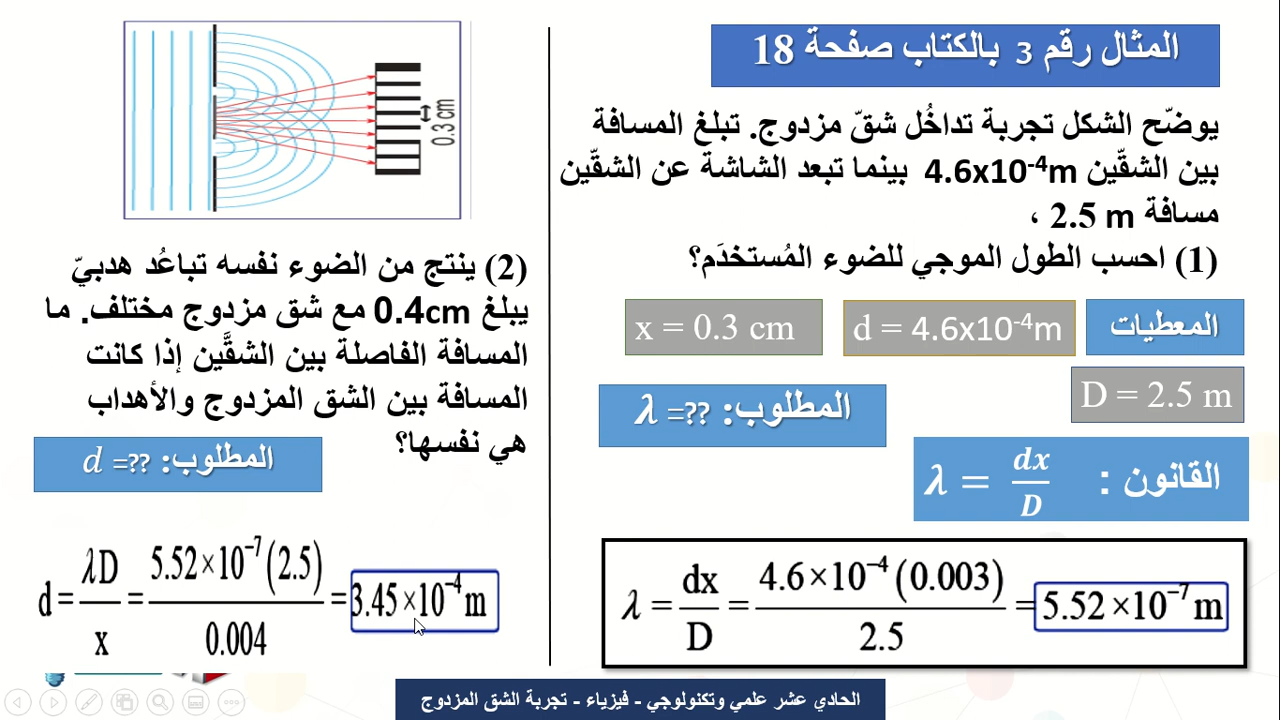 المثال رقم 3 بالكتاب صفحة 18
يوضّح الشكل تجربة تداخُل شقّ مزدوج. تبلغ المسافة
بين الشقّين 4.6x10⁻⁴m بينما تبعد الشاشة عن الشقّين
مسافة 2.5 m ،
(1) احسب الطول الموجي للضوء المُستخدَم؟
المعطيات
d = 4.6x10⁻⁴m
x = 0.3 cm
D = 2.5 m
المطلوب: λ =??
القانون : λ = dx/D
λ = dx/D = 4.6×10⁻⁴(0.003)/2.5 = 5.52×10⁻⁷ m
0.3 cm
(2) ينتج من الضوء نفسه تباعُد هدبيّ
يبلغ 0.4cm مع شق مزدوج مختلف. ما
المسافة الفاصلة بين الشقَّين إذا كانت
المسافة بين الشق المزدوج والأهداب
هي نفسها؟
المطلوب: d =??
d = λD/x = 5.52×10⁻⁷(2.5)/0.004 = 3.45×10⁻⁴ m
الحادي عشر علمي وتكنولوجي - فيزياء - تجربة الشق المزدوج